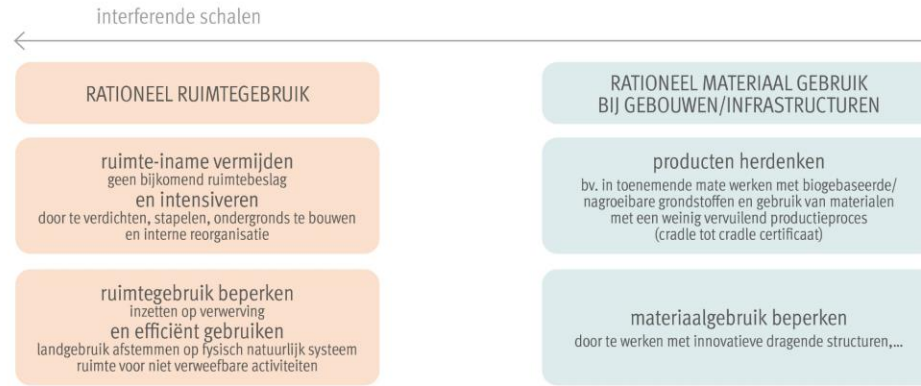 interferende schalen
RATIONEEL RUIMTEGEBRUIK
ruimte-iname vermijden
geen bijkomend ruimtebeslag
en intensiveren
door te verdichten, stapelen, ondergronds te bouwen
en interne reorganisatie
ruimtegebruik beperken
inzetten op verwerving
en efficiënt gebruiken
landgebruik afstemmen op fysisch natuurlijk systeem
ruimte voor niet verweefbare activiteiten
RATIONEEL MATERIAAL GEBRUIK
BIJ GEBOUWEN/INFRASTRUCTUREN
producten herdenken
bv. in toenemende mate werken met biogebaseerde/
nagroeibare grondstoffen en gebruik van materialen
met een weinig vervuilend productieproces
(cradle tot cradle certificaat)
materiaalgebruik beperken
door te werken met innovatieve dragende structuren,...